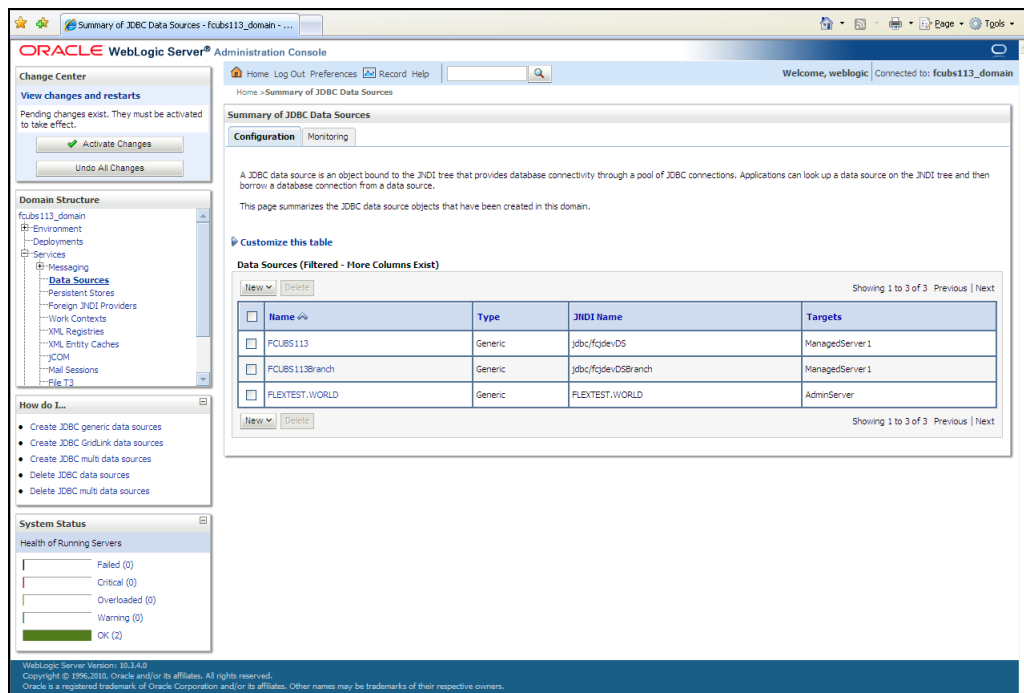 Summary of JDBC Data Sources - fcubs113_domain - ...
Page
Tools
ORACLE WebLogic Server® Administration Console
Change Center
View changes and restarts
Pending changes exist. They must be activated
to take effect.
Activate Changes
Undo All Changes
Domain Structure
fcubs113_domain
Environment
Deployments
Services
Messaging
Data Sources
Persistent Stores
Foreign JNDI Providers
Work Contexts
XML Registries
XML Entity Caches
jCOM
Mail Sessions
File T3
How do I...
Create JDBC generic data sources
Create JDBC GridLink data sources
Create JDBC multi data sources
Delete JDBC data sources
Delete JDBC multi data sources
System Status
Health of Running Servers
Failed (0)
Critical (0)
Overloaded (0)
Warning (0)
OK (2)
Home Log Out Preferences Record Help
Welcome, weblogic Connected to: fcubs113_domain
Home >Summary of JDBC Data Sources
Summary of JDBC Data Sources
Configuration Monitoring
A JDBC data source is an object bound to the JNDI tree that provides database connectivity through a pool of JDBC connections. Applications can look up a data source on the JNDI tree and then
borrow a database connection from a data source.
This page summarizes the JDBC data source objects that have been created in this domain.
Customize this table
Data Sources (Filtered - More Columns Exist)
New Delete Showing 1 to 3 of 3 Previous | Next
Name Type JNDI Name Targets
FCUBS113 Generic jdbc/fcjdevDS ManagedServer1
FCUBS113Branch Generic jdbc/fcjdevDSBranch ManagedServer1
FLEXTEST.WORLD Generic FLEXTEST.WORLD AdminServer
New Delete Showing 1 to 3 of 3 Previous | Next
WebLogic Server Version: 10.3.4.0
Copyright © 1996,2010, Oracle and/or its affiliates. All rights reserved.
Oracle is a registered trademark of Oracle Corporation and/or its affiliates. Other names may be trademarks of their respective owners.